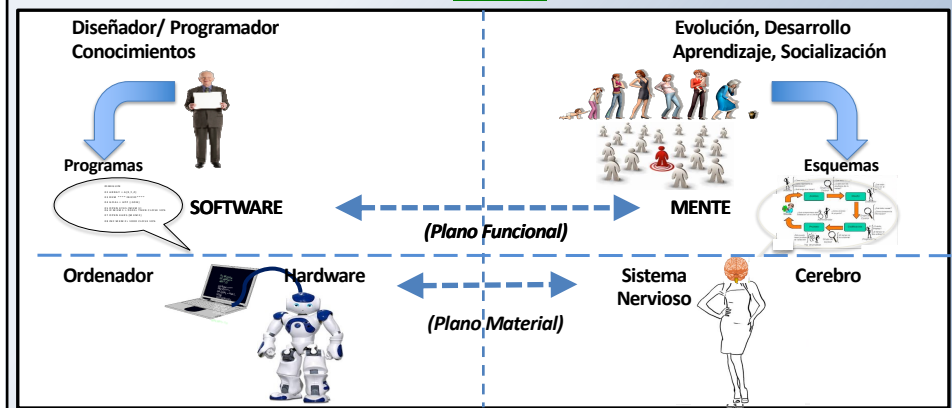 Diseñador/ Programador
Conocimientos
Evolución, Desarrollo
Aprendizaje, Socialización
Programas
Esquemas
SOFTWARE
MENTE
(Plano Funcional)
Ordenador
Hardware
Sistema
Nervioso
Cerebro
(Plano Material)